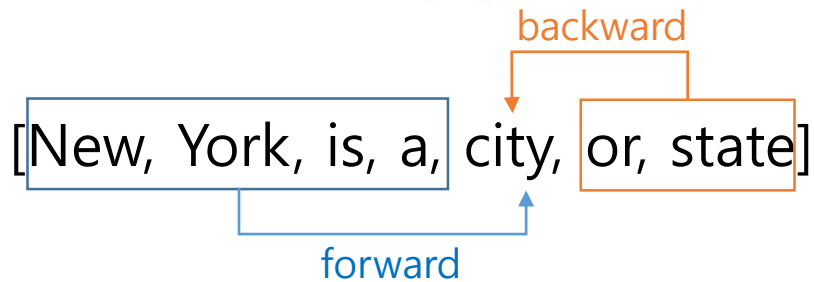 backward
[New, York, is, a, city, or, state]
forward